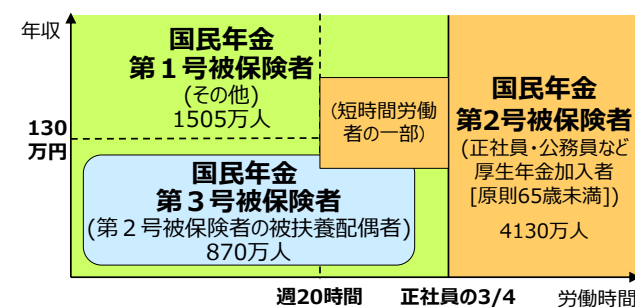 年収
国民年金
第１号被保険者
(その他)
1505万人
130
万円
(短時間労働
者の一部)
国民年金
第2号被保険者
(正社員・公務員など
厚生年金加入者
[原則65歳未満])
4130万人
国民年金
第３号被保険者
(第２号被保険者の被扶養配偶者)
870万人
週20時間
正社員の3/4
労働時間